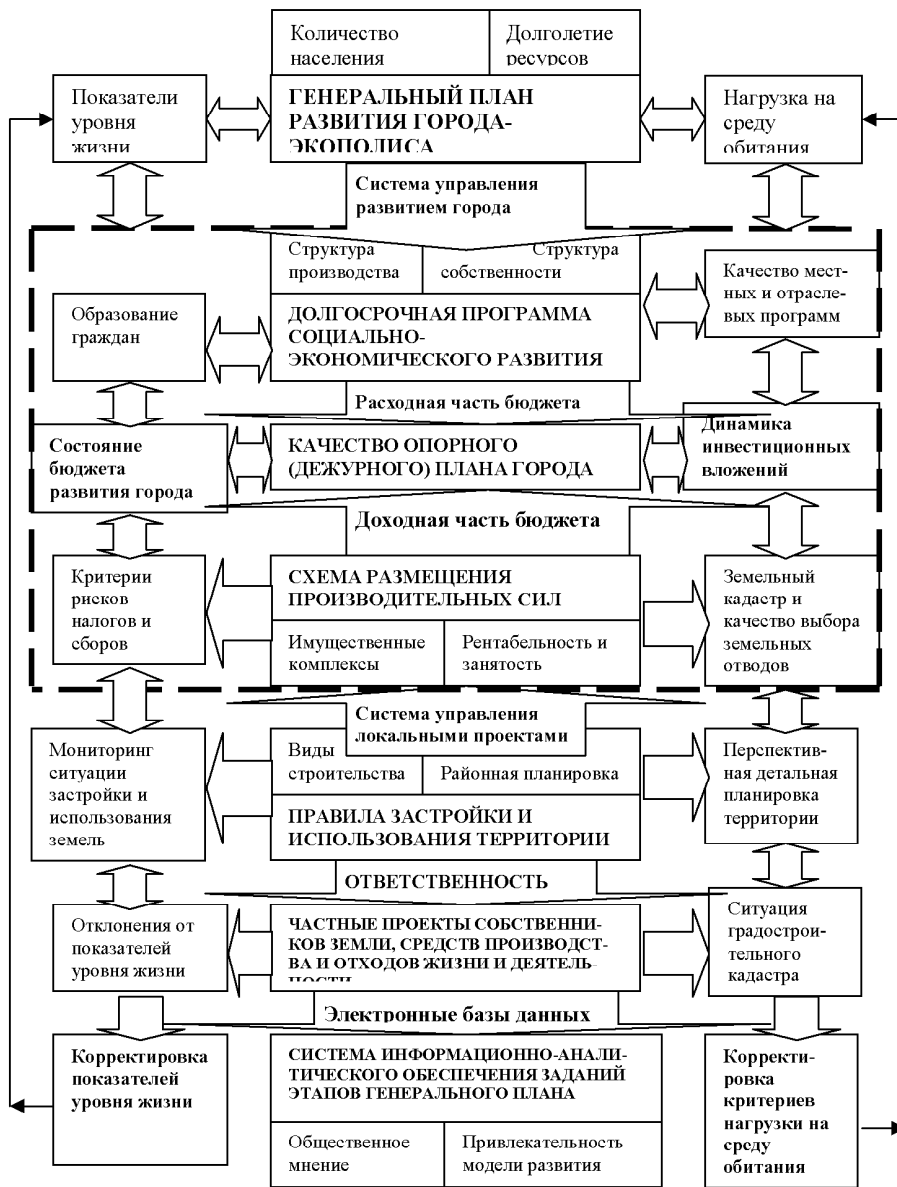 Количество
населения
Долголетие
ресурсов
Показатели
уровня
жизни
ГЕНЕРАЛЬНЫЙ ПЛАН
РАЗВИТИЯ ГОРОДА-
ЭКОПОЛИСА
Нагрузка на
среду
обитания
Система управления
развитием города
Структура
производства
Структура
собственности
Качество мест-
ных и отрасле-
вых программ
Образование
граждан
ДОЛГОСРОЧНАЯ ПРОГРАММА
СОЦИАЛЬНО-
ЭКОНОМИЧЕСКОГО РАЗВИТИЯ
Расходная часть бюджета
Состояние
бюджета
развития города
КАЧЕСТВО ОПОРНОГО
(ДЕЖУРНОГО) ПЛАНА ГОРОДА
Динамика
инвестиционных
вложений
Доходная часть бюджета
Критерии
рисков
налогов и
сборов
СХЕМА РАЗМЕЩЕНИЯ
ПРОИЗВОДИТЕЛЬНЫХ СИЛ
Имущественные
комплексы
Рентабельность и
занятость
Земельный
кадастр и
качество выбора
земельных
отводов
Система управления
локальными проектами
Мониторинг
ситуации
застройки и
использования
земель
Виды
строительства
Районная планировка
ПРАВИЛА ЗАСТРОЙКИ И
ИСПОЛЬЗОВАНИЯ ТЕРРИТОРИИ
Перспектив-
ная детальная
планировка
территории
ОТВЕТСТВЕННОСТЬ
Отклонения от
показателей
уровня жизни
ЧАСТНЫЕ ПРОЕКТЫ СОБСТВЕННИ-
КОВ ЗЕМЛИ, СРЕДСТВ ПРОИЗВОДСТ-
ВА И ОТХОДОВ ЖИЗНИ И ДЕЯТЕЛЬ-
НОСТИ
Ситуация
градострои-
тельного
кадастра
Электронные базы данных
Корректировка
показателей
уровня жизни
СИСТЕМА ИНФОРМАЦИОННО-АНАЛИ-
ТИЧЕСКОГО ОБЕСПЕЧЕНИЯ ЗАДАНИЙ
ЭТАПОВ ГЕНЕРАЛЬНОГО ПЛАНА
Общественное
мнение
Привлекательность
модели развития
Корректи-
ровка
критериев
нагрузки на
среду
обитания